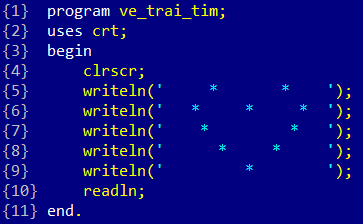 {1}  program ve_trai_tim;
{2}  uses crt;
{3}  begin
{4}       clrscr;
{5}       writeln('      *         *     ');
{6}       writeln('    *      *      *  ');
{7}       writeln('     *            *    ');
{8}       writeln('       *      *      ');
{9}       writeln('           *          ');
{10}      readln;
{11} end.